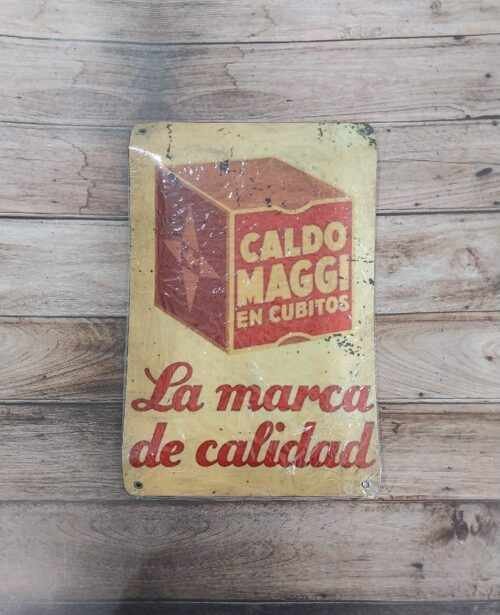 CALDO
MAGGI
EN CUBITOS
La marca
de calidad